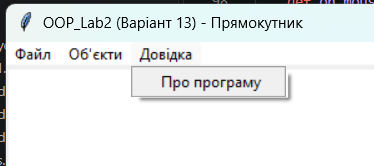 OOP_Lab2 (Варіант 13) - Прямокутник
Файл Об'єкти Довідка
Про програму